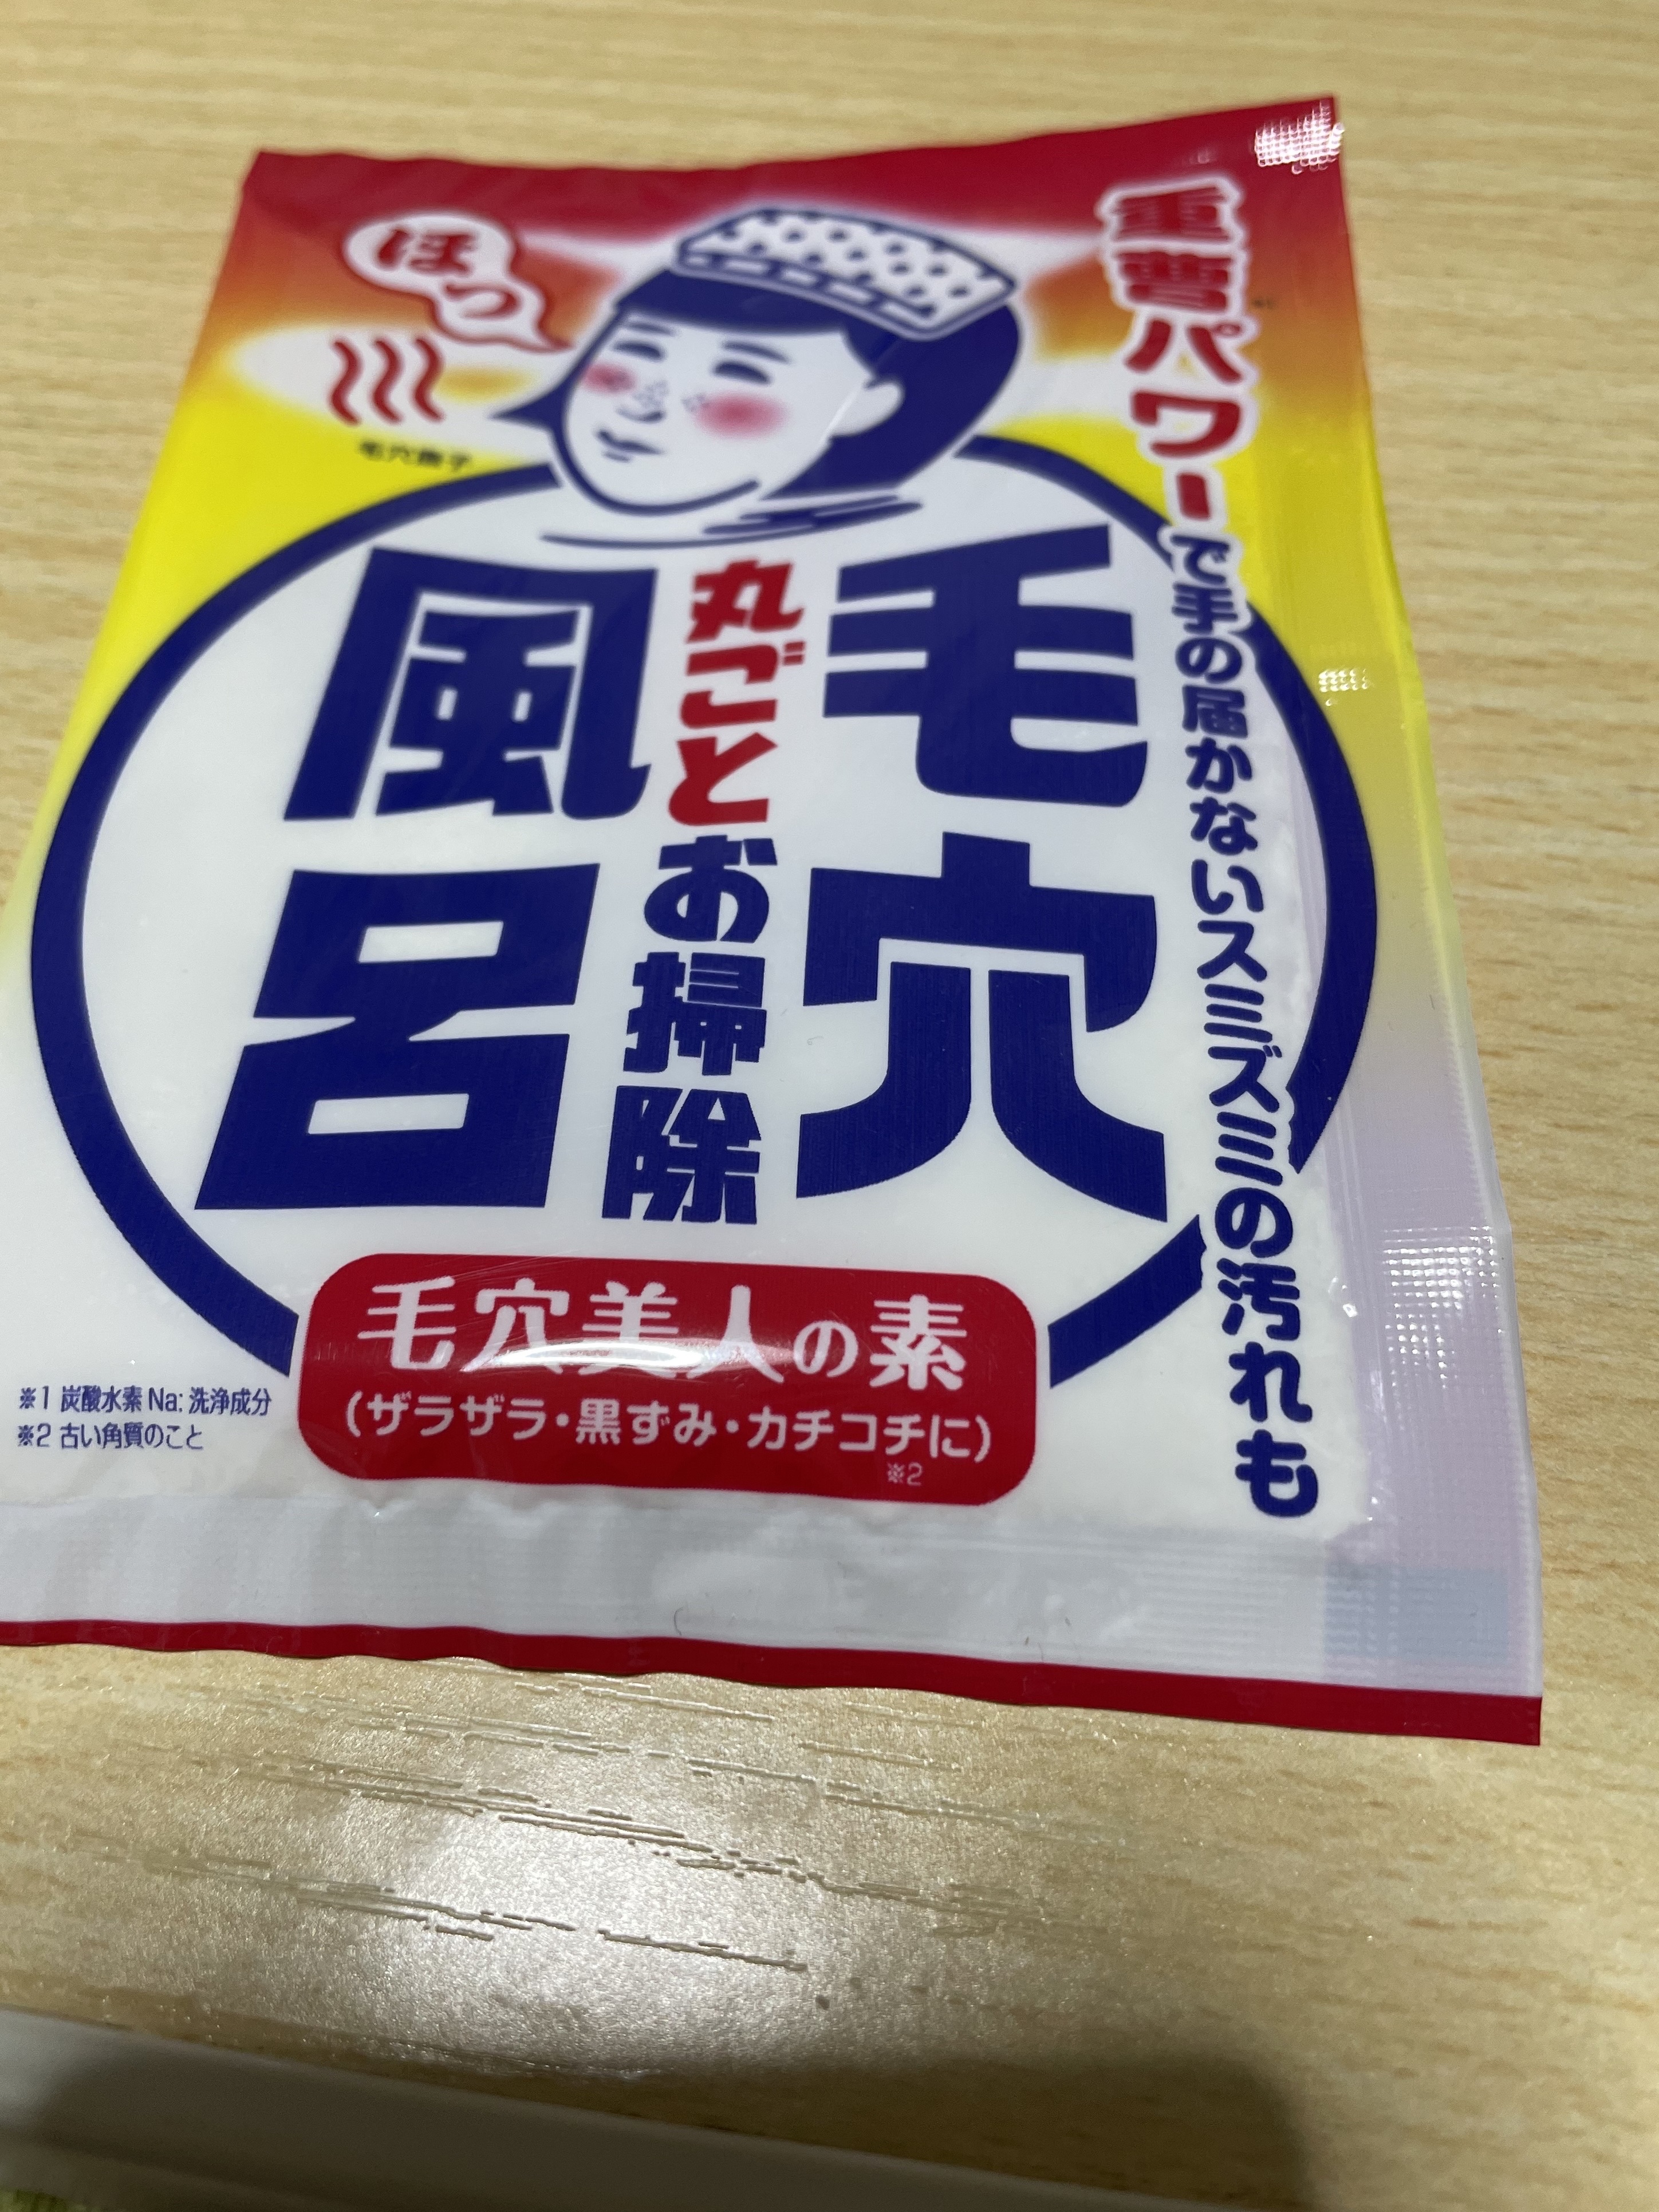 ほっ
毛穴撫子
重曹パワーで手の届かないスミズミの汚れも
毛穴
丸ごとお掃除
風呂
毛穴美人の素
(ザラザラ・黒ずみ・カチコチに)
※2
※1 炭酸水素Na:洗浄成分
※2 古い角質のこと